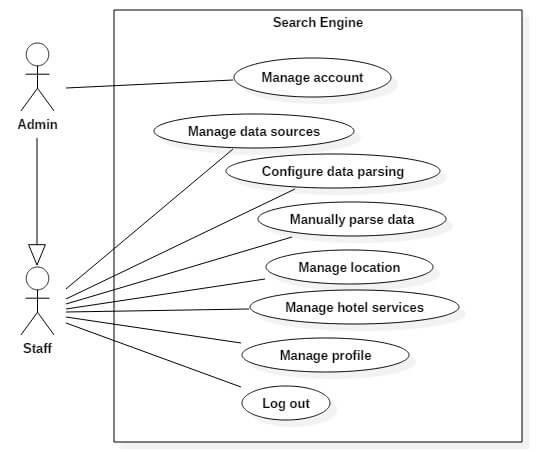 Search Engine
Manage account
Admin
Manage data sources
Configure data parsing
Manually parse data
Manage location
Manage hotel services
Staff
Manage profile
Log out